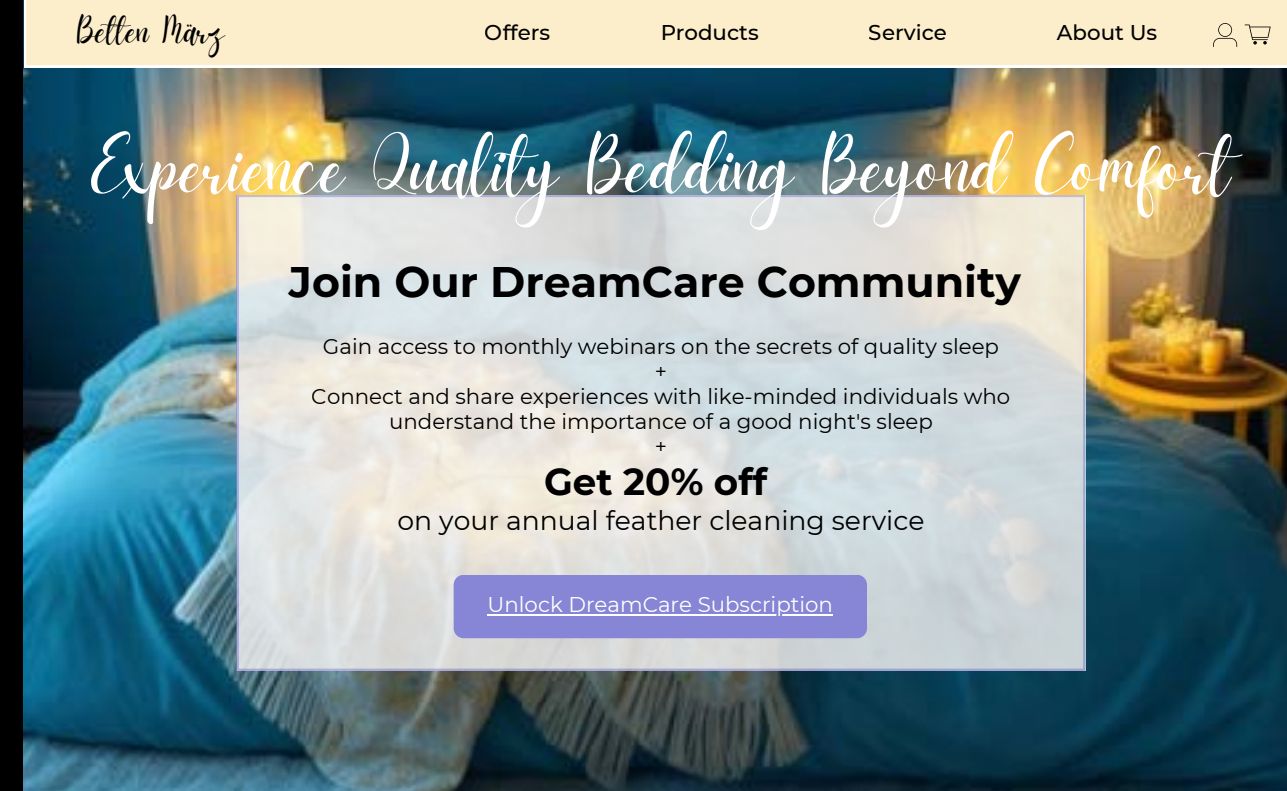 Betten März
Offers
Products
Service
About Us
Experience Quality Bedding Beyond Comfort
Join Our DreamCare Community
Gain access to monthly webinars on the secrets of quality sleep
+
Connect and share experiences with like-minded individuals who
understand the importance of a good night's sleep
+
Get 20% off
on your annual feather cleaning service
Unlock DreamCare Subscription